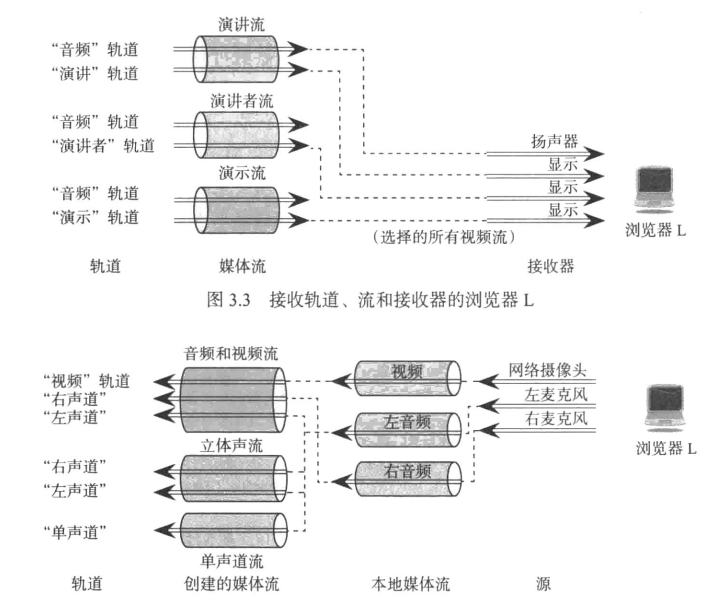 演讲流
“音频”轨道
“演讲”轨道
演讲者流
“音频”轨道
“演讲者”轨道
扬声器
显示
演示流
显示
“音频”轨道
“演示”轨道
显示
(选择的所有视频流)
浏览器 L
轨道 媒体流 接收器
图 3.3 接收轨道、流和接收器的浏览器 L
音频和视频流
“视频”轨道
视频
网络摄像头
“右声道”
左麦克风
“左声道”
左音频
右麦克风
立体声流
浏览器 L
“右声道”
右音频
“左声道”
“单声道”
单声道流
轨道 创建的媒体流 本地媒体流 源